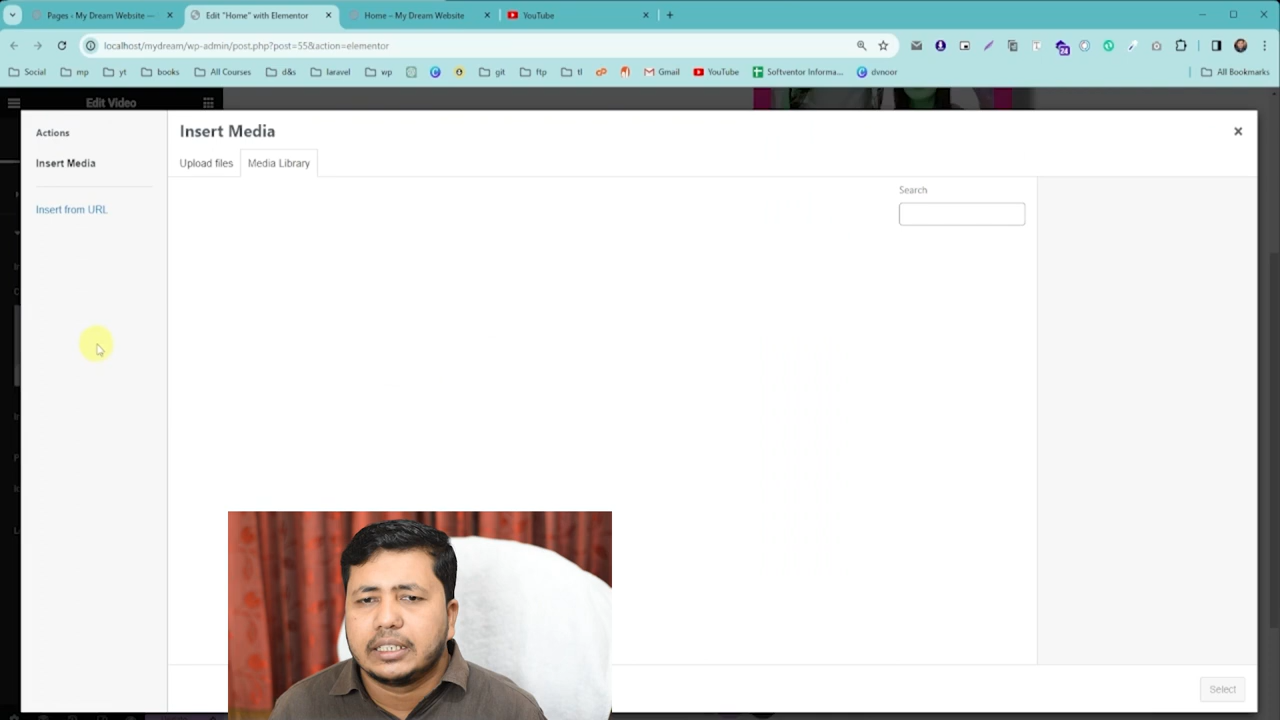 Pages - My Dream Website —
Edit "Home" with Elementor
Home – My Dream Website
YouTube
localhost/mydream/wp-admin/post.php?post=55&action=elementor
24
Social
mp
yt
books
All Courses
d&s
laravel
wp
git
ftp
tl
Gmail
YouTube
Softventor Informa...
dvnoor
All Bookmarks
Edit Video
Actions
Insert Media
Insert from URL
Insert Media
Upload files
Media Library
Search
Select